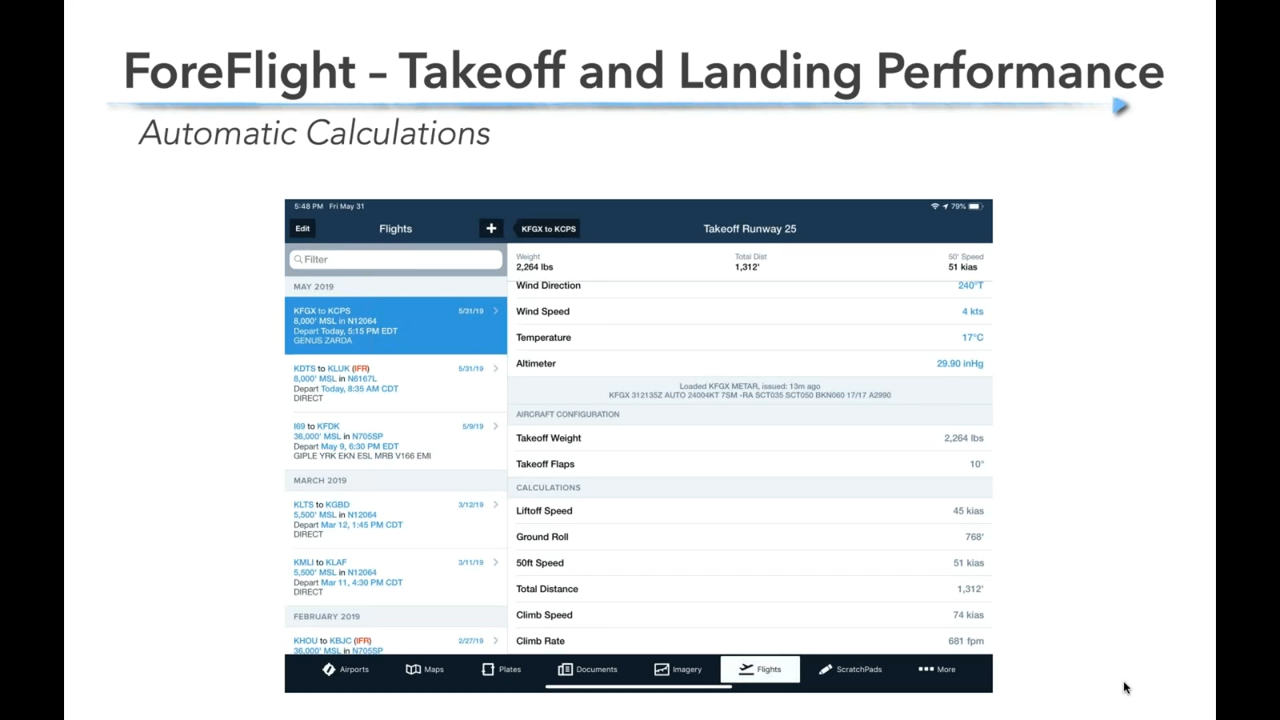 ForeFlight – Takeoff and Landing Performance
Automatic Calculations
5:48 PM Fri May 31
79%
Edit
Flights
+
KFGX to KCPS
Takeoff Runway 25
Filter
Weight
2,264 lbs
Total Dist
1,312'
50' Speed
51 kias
MAY 2019
KFGX to KCPS 5/31/19
8,000' MSL in N12064
Depart Today, 5:15 PM EDT
GENUS ZARDA
KDTS to KLUK (IFR) 5/31/19
8,000' MSL in N6167L
Depart Today, 8:35 AM CDT
DIRECT
I69 to KFDK 5/9/19
36,000' MSL in N705SP
Depart May 9, 6:30 PM EDT
GIPLE YRK EKN ESL MRB V166 EMI
MARCH 2019
KLTS to KGBD 3/12/19
5,500' MSL in N12064
Depart Mar 12, 1:45 PM CDT
DIRECT
KMLI to KLAF 3/11/19
5,500' MSL in N12064
Depart Mar 11, 4:30 PM CDT
DIRECT
FEBRUARY 2019
KHOU to KBJC (IFR) 2/27/19
36,000' MSL in N705SP
Wind Direction 240°T
Wind Speed 4 kts
Temperature 17°C
Altimeter 29.90 inHg
Loaded KFGX METAR, issued: 13m ago
KFGX 312135Z AUTO 24004KT 7SM -RA SCT035 SCT050 BKN060 17/17 A2990
AIRCRAFT CONFIGURATION
Takeoff Weight 2,264 lbs
Takeoff Flaps 10°
CALCULATIONS
Liftoff Speed 45 kias
Ground Roll 768'
50ft Speed 51 kias
Total Distance 1,312'
Climb Speed 74 kias
Climb Rate 681 fpm
Airports Maps Plates Documents Imagery Flights ScratchPads More